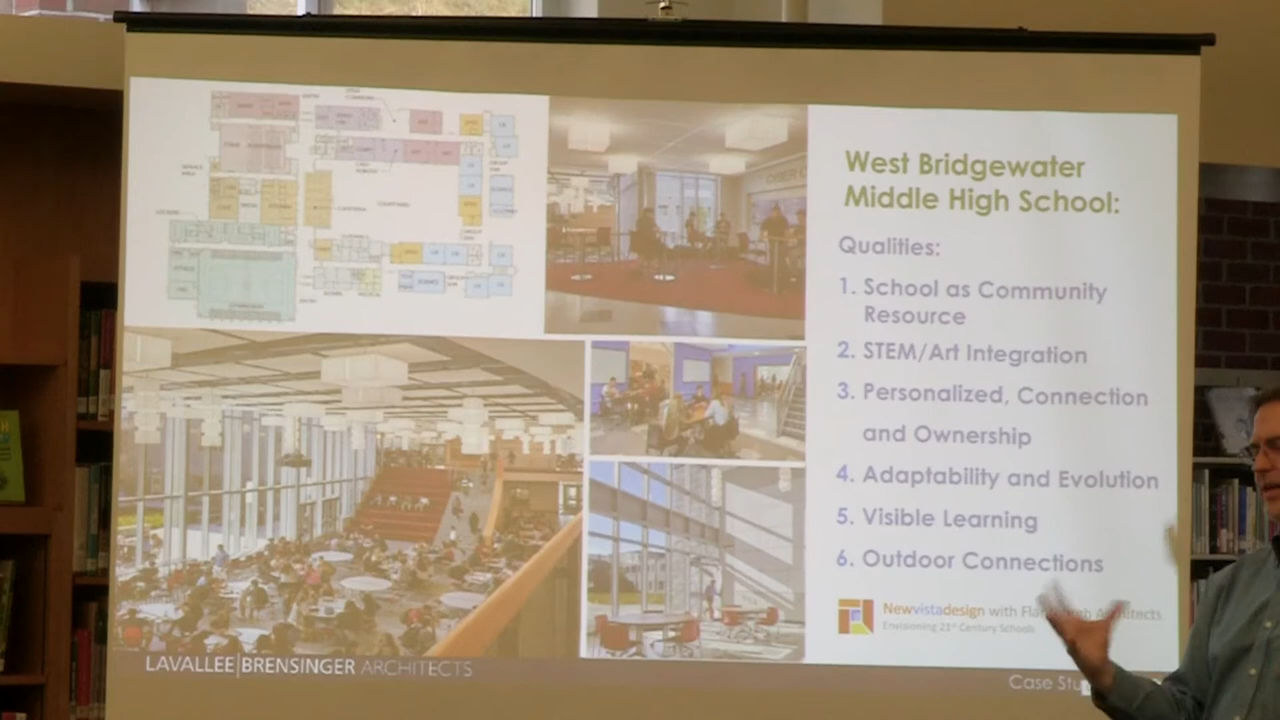 West Bridgewater
Middle High School:
Qualities:
1. School as Community
Resource
2. STEM/Art Integration
3. Personalized, Connection
and Ownership
4. Adaptability and Evolution
5. Visible Learning
6. Outdoor Connections
Newvistadesign with
Envisioning 21st Century Schools
LAVALLEE|BRENSINGER ARCHITECTS
Case